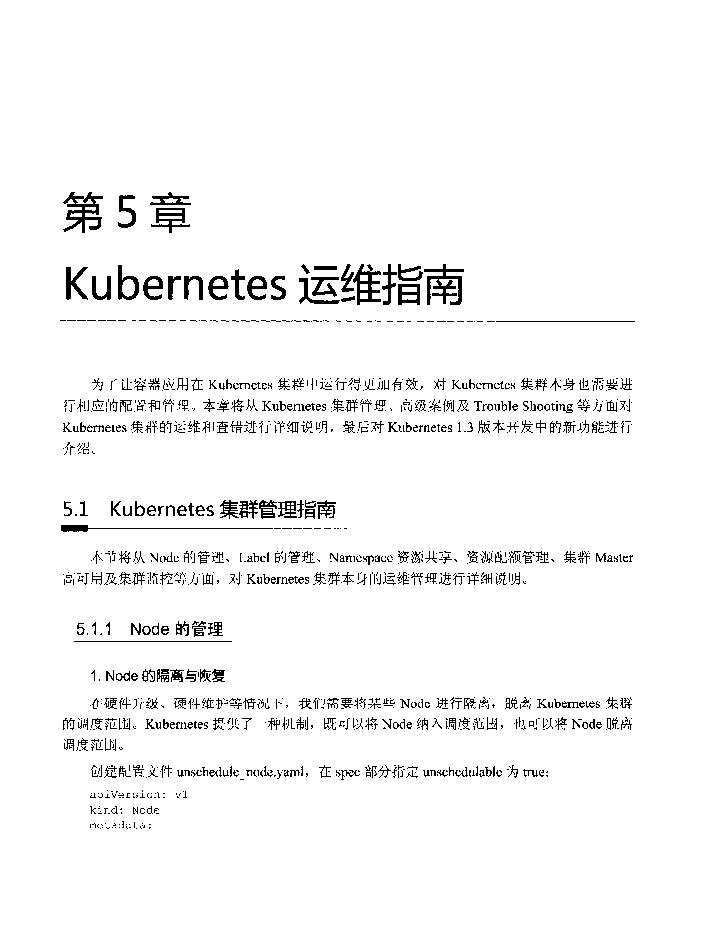 第 5 章
Kubernetes 运维指南
为了让容器应用在 Kubernetes 集群中运行得更加有效，对 Kubernetes 集群本身也需要进
行相应的配置和管理。本章将从 Kubernetes 集群管理、高级案例及 Trouble Shooting 等方面对
Kubernetes 集群的运维和查错进行详细说明，最后对 Kubernetes 1.3 版本开发中的新功能进行
介绍。
5.1 Kubernetes 集群管理指南
本节将从 Node 的管理、Label 的管理、Namespace 资源共享、资源配额管理、集群 Master
高可用及集群监控等方面，对 Kubernetes 集群本身的运维管理进行详细说明。
5.1.1 Node 的管理
1. Node 的隔离与恢复
在硬件升级、硬件维护等情况下，我们需要将某些 Node 进行隔离，脱离 Kubernetes 集群
的调度范围。Kubernetes 提供了一种机制，既可以将 Node 纳入调度范围，也可以将 Node 脱离
调度范围。
创建配置文件 unschedule_node.yaml，在 spec 部分指定 unschedulable 为 true：
apiVersion: v1
kind: Node
metadata: